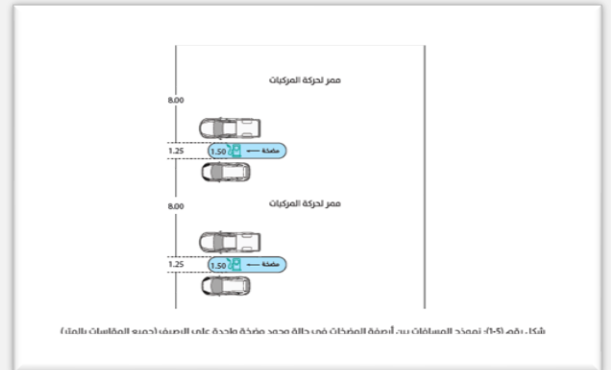 ممر لحركة المركبات
8.00
1.25
1.50
مضخة
8.00
ممر لحركة المركبات
1.25
1.50
مضخة
شكل رقم (5-6): نموذج المسافات بين أرصفة المضخات في حالة وجود مضخة واحدة على الرصيف (جميع المقاسات بالمتر)